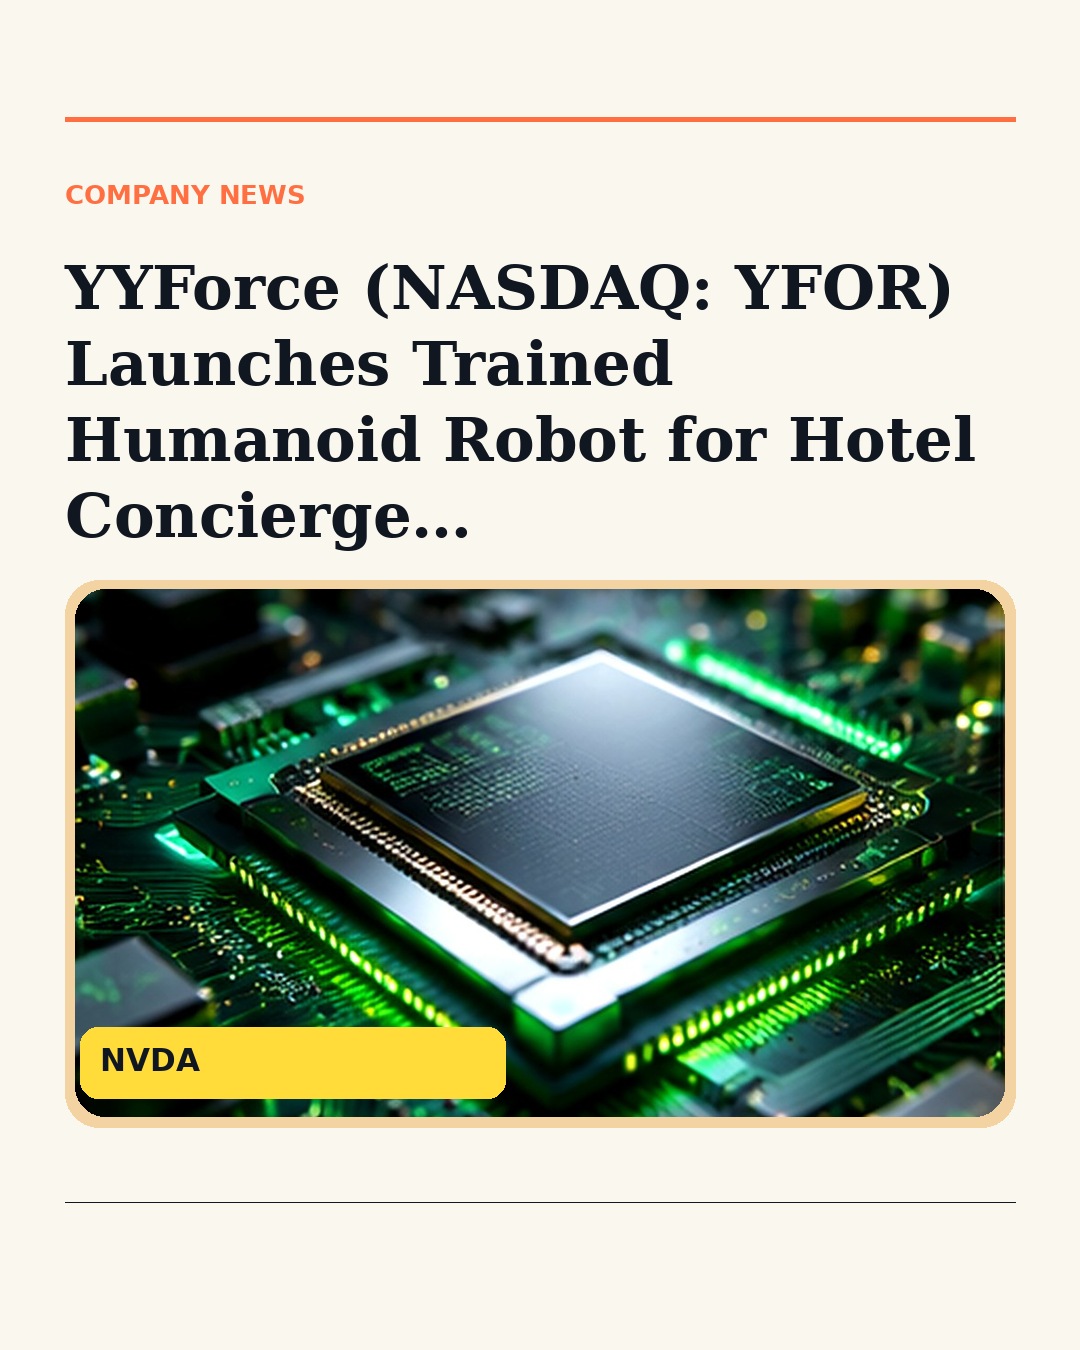 COMPANY NEWS
YYForce (NASDAQ: YFOR)
Launches Trained
Humanoid Robot for Hotel
Concierge...
NVDA